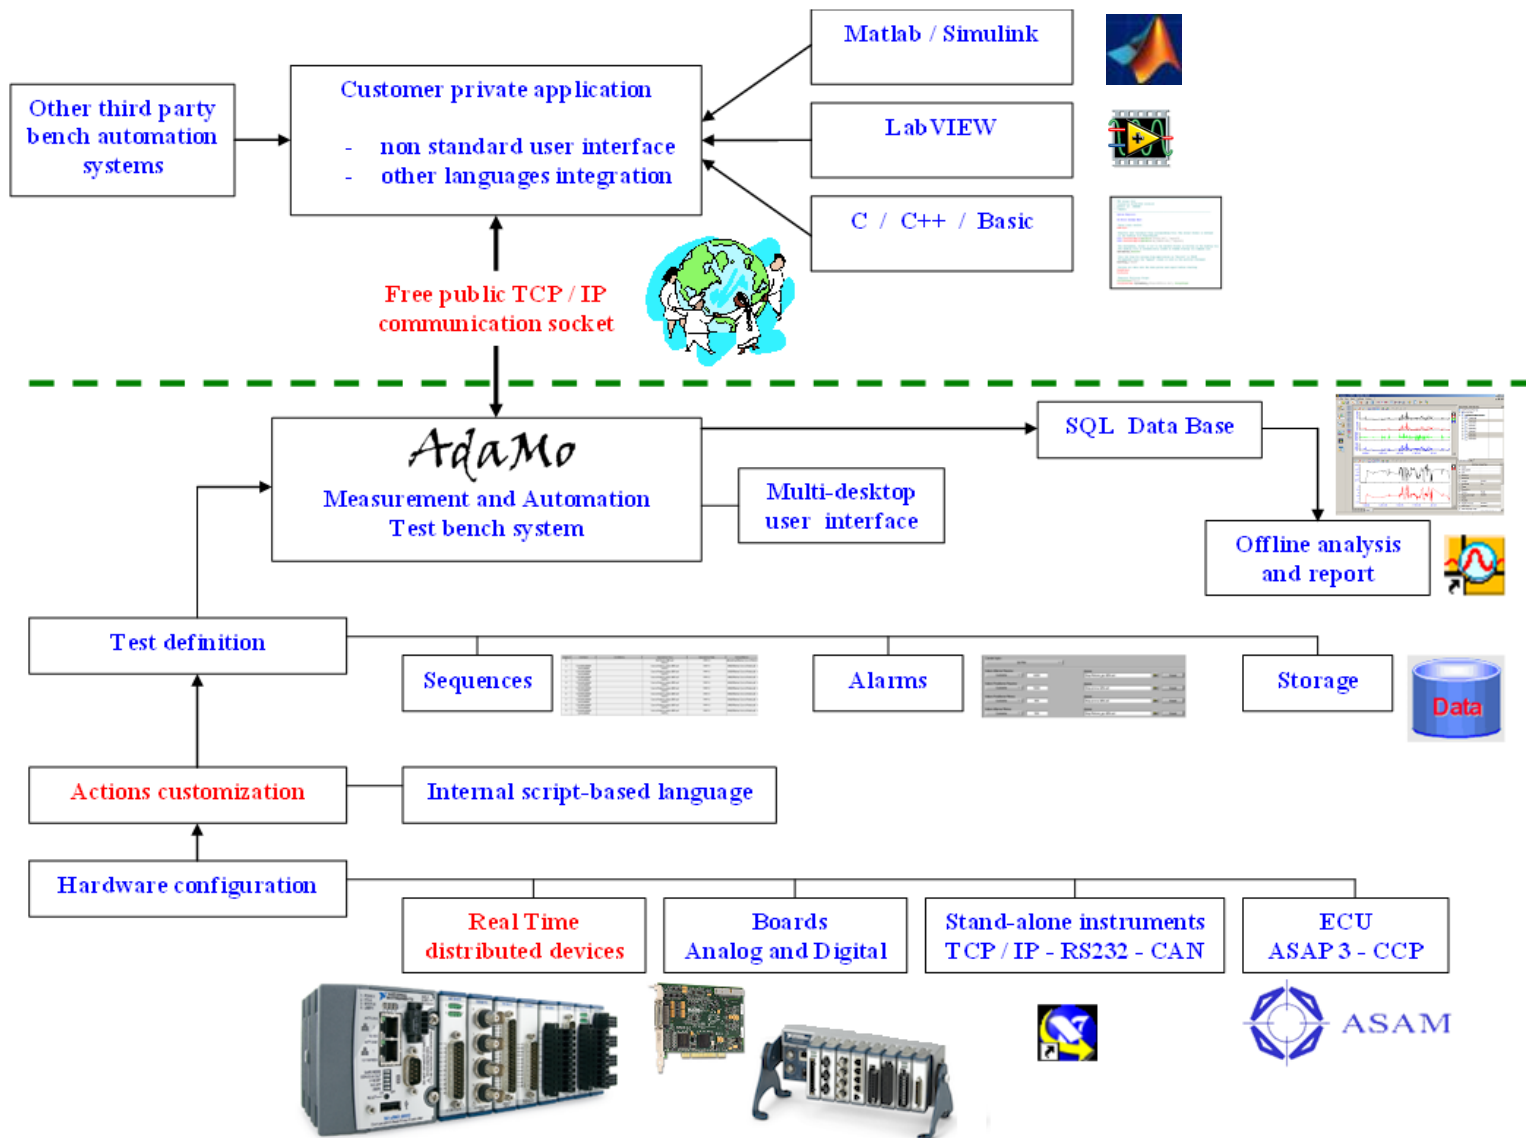 Matlab / Simulink
Other third party
bench automation
systems
Customer private application
- non standard user interface
- other languages integration
LabVIEW
C / C++ / Basic
Free public TCP / IP
communication socket
AdaMo
Measurement and Automation
Test bench system
SQL Data Base
Multi-desktop
user interface
Offline analysis
and report
Test definition
Sequences
Alarms
Storage
Data
Actions customization
Internal script-based language
Hardware configuration
Real Time
distributed devices
Boards
Analog and Digital
Stand-alone instruments
TCP / IP - RS232 - CAN
ECU
ASAP 3 - CCP
ASAM